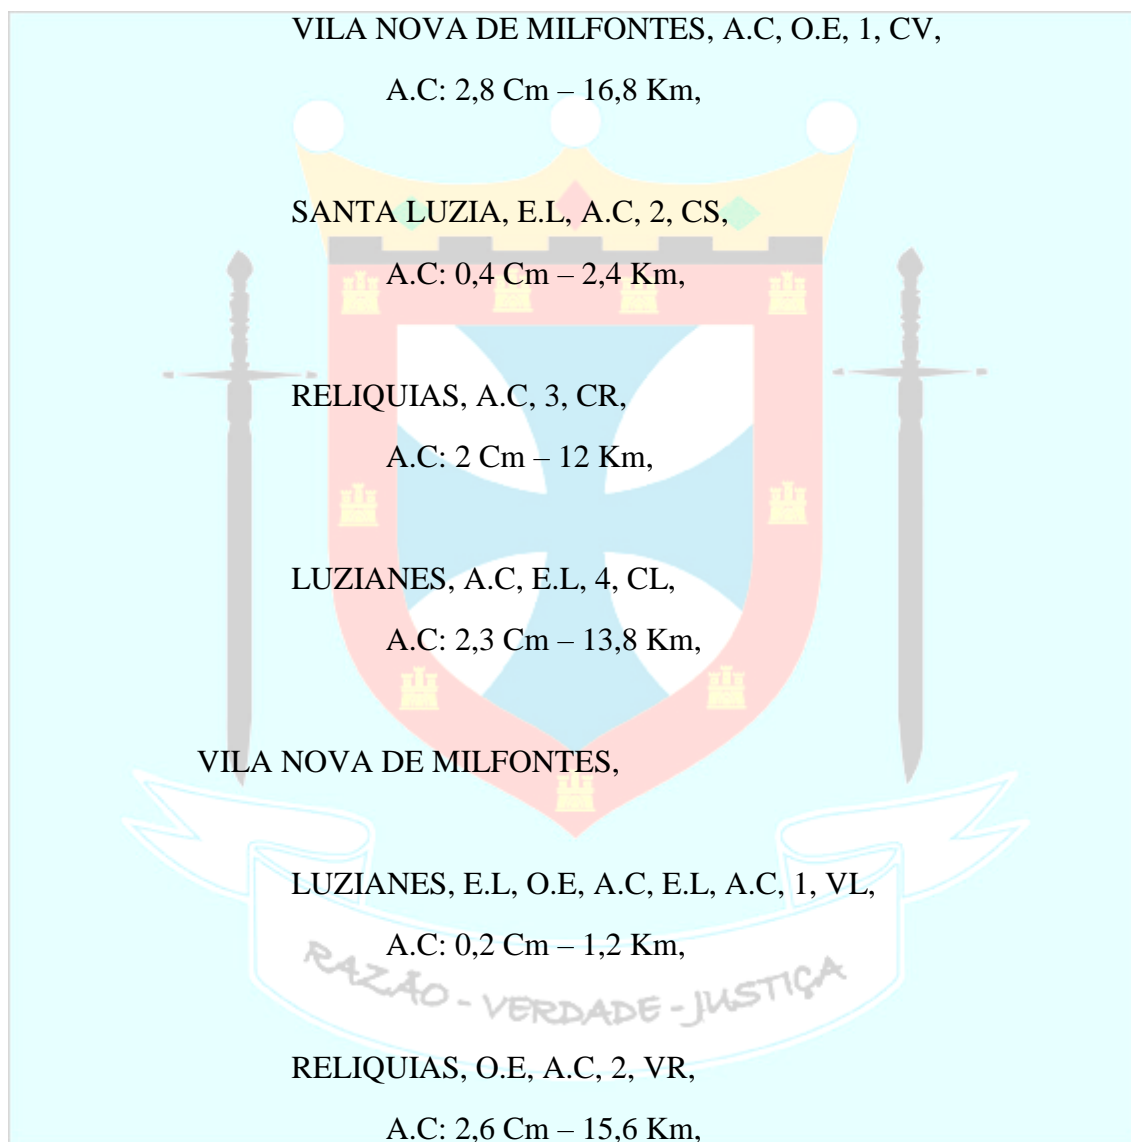 VILA NOVA DE MILFONTES, A.C, O.E, 1, CV,
A.C: 2,8 Cm – 16,8 Km,
SANTA LUZIA, E.L, A.C, 2, CS,
A.C: 0,4 Cm – 2,4 Km,
RELIQUIAS, A.C, 3, CR,
A.C: 2 Cm – 12 Km,
LUZIANES, A.C, E.L, 4, CL,
A.C: 2,3 Cm – 13,8 Km,
VILA NOVA DE MILFONTES,
LUZIANES, E.L, O.E, A.C, E.L, A.C, 1, VL,
A.C: 0,2 Cm – 1,2 Km,
RAZÃO - VERDADE - JUSTIÇA
RELIQUIAS, O.E, A.C, 2, VR,
A.C: 2,6 Cm – 15,6 Km,